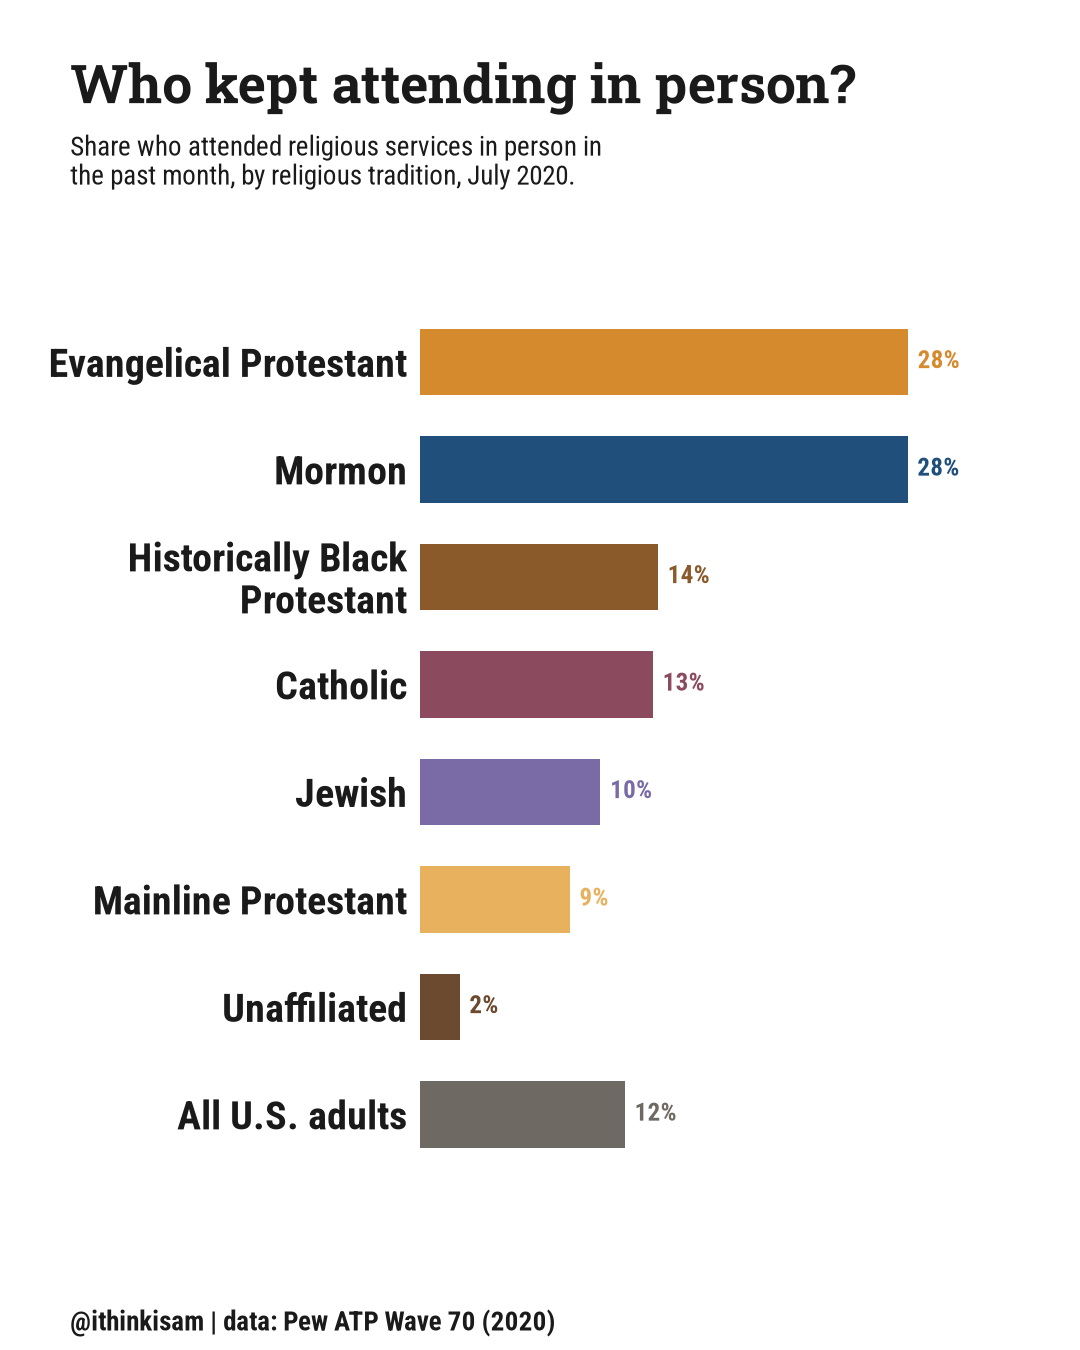 Who kept attending in person?
Share who attended religious services in person in
the past month, by religious tradition, July 2020.
Evangelical Protestant
28%
Mormon
28%
Historically Black
Protestant
14%
Catholic
13%
Jewish
10%
Mainline Protestant
9%
Unaffiliated
2%
All U.S. adults
12%
@ithinkisam | data: Pew ATP Wave 70 (2020)